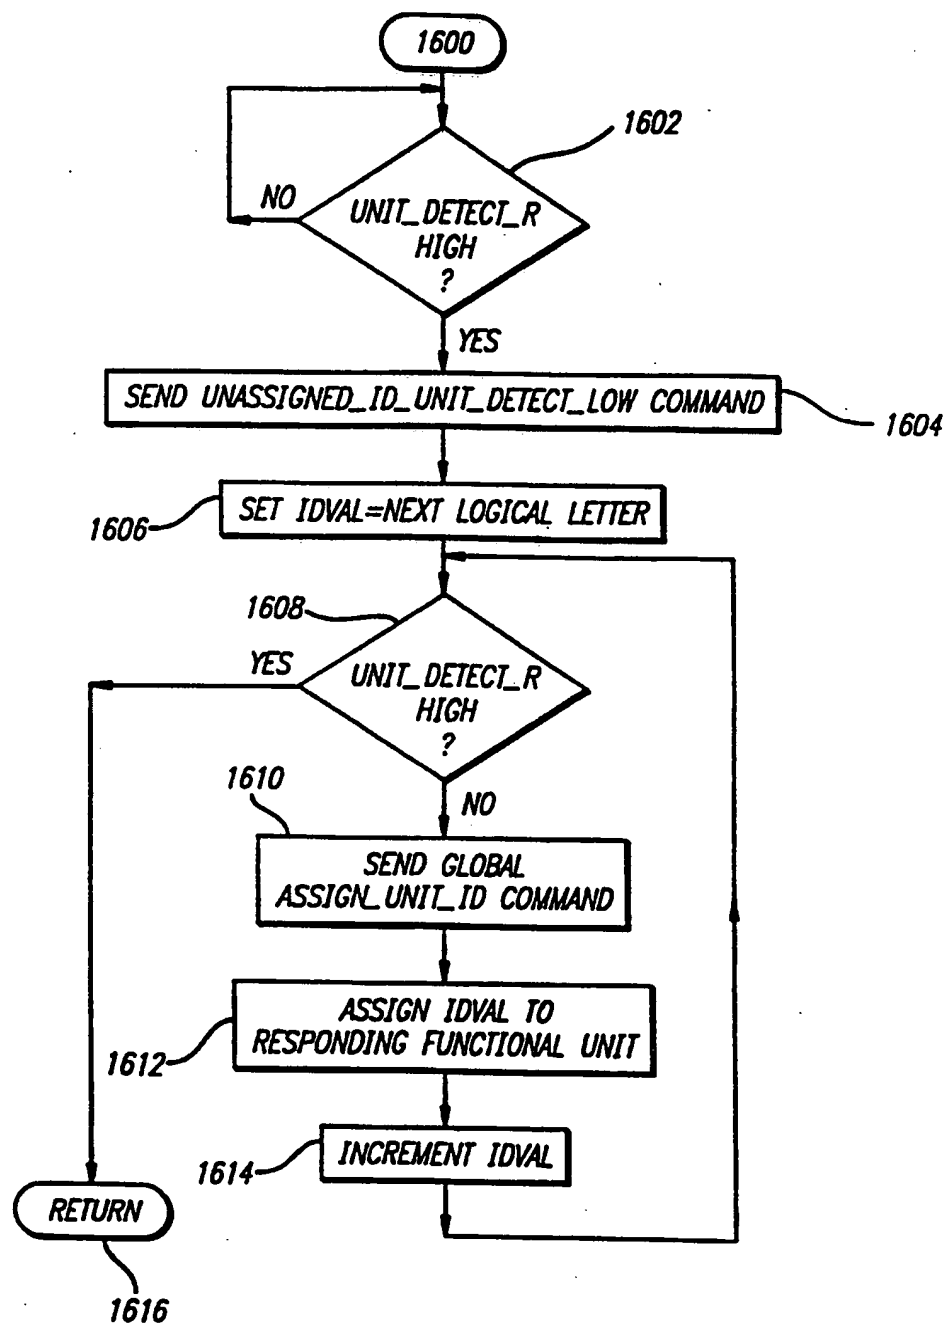 1600
1602
NO
UNIT_DETECT_R
HIGH
?
YES
SEND UNASSIGNED_ID_UNIT_DETECT_LOW COMMAND
1604
SET IDVAL=NEXT LOGICAL LETTER
1606
1608
YES
UNIT_DETECT_R
HIGH
?
1610
NO
SEND GLOBAL
ASSIGN_UNIT_ID COMMAND
ASSIGN IDVAL TO
RESPONDING FUNCTIONAL UNIT
1612
INCREMENT IDVAL
1614
RETURN
1616